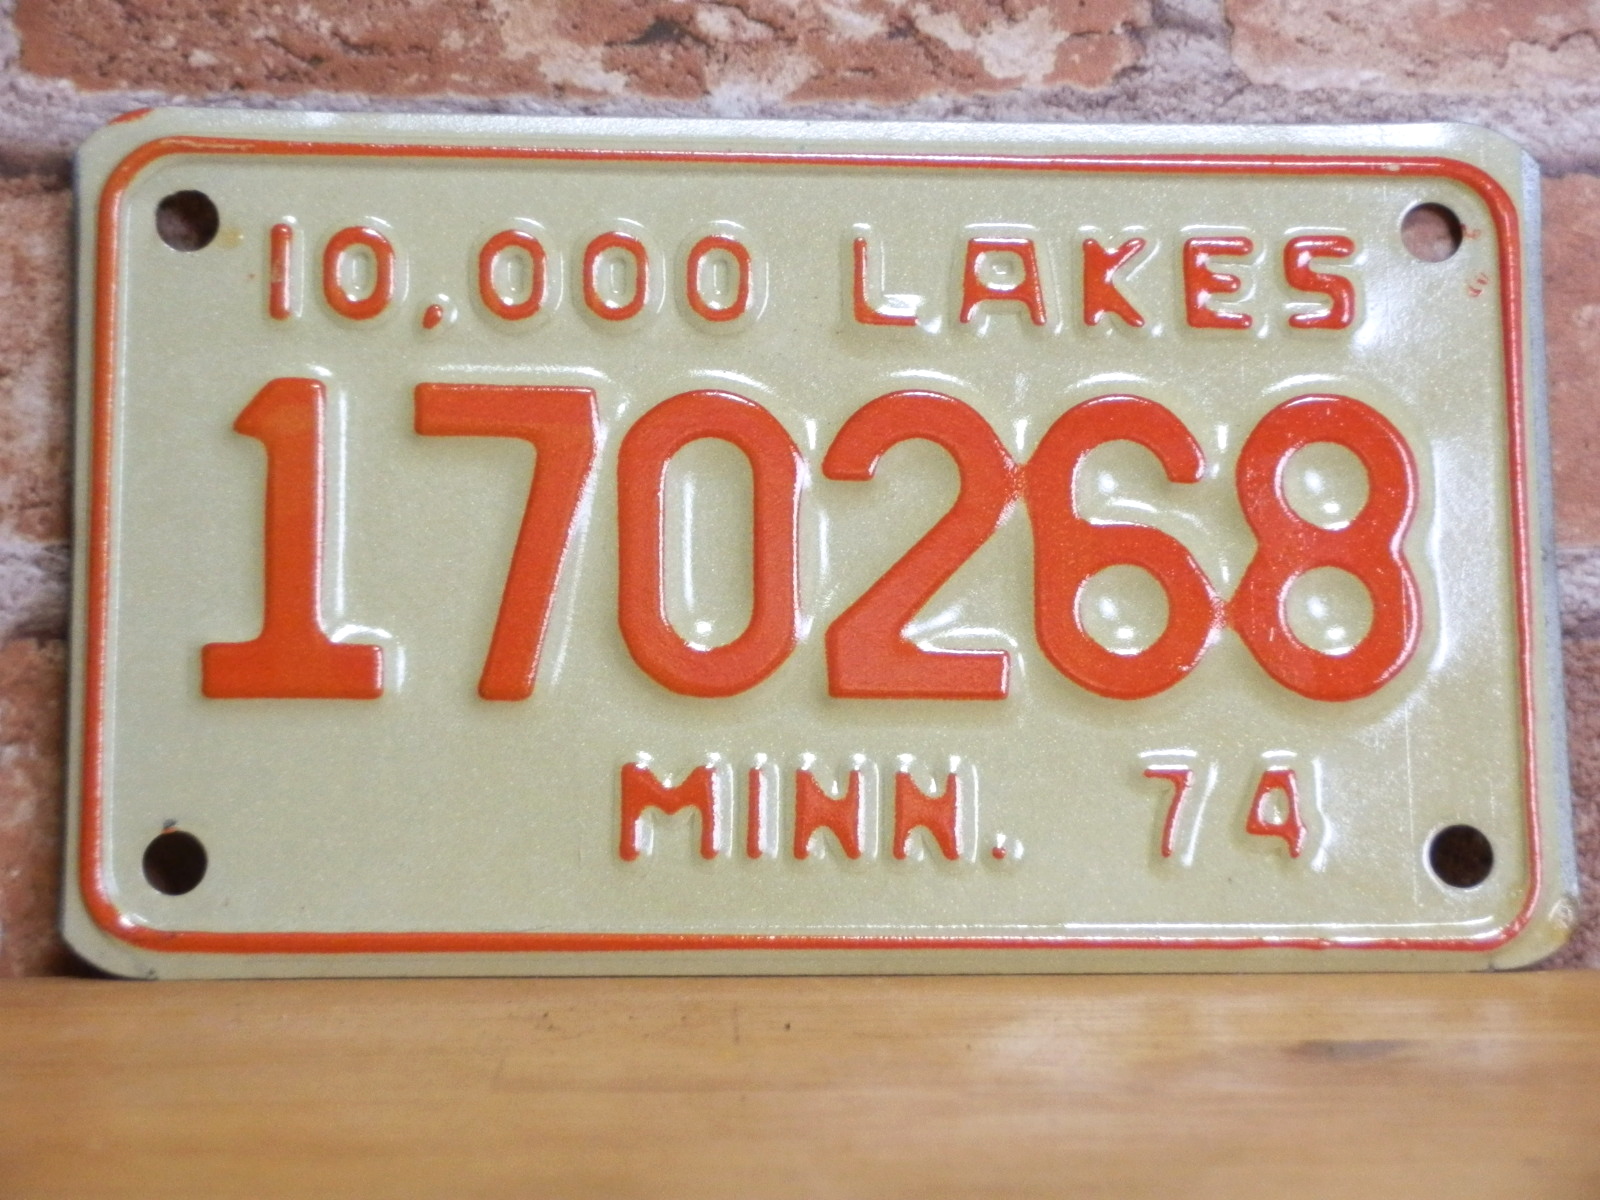 10,000 LAKES
170268
MINN. 74